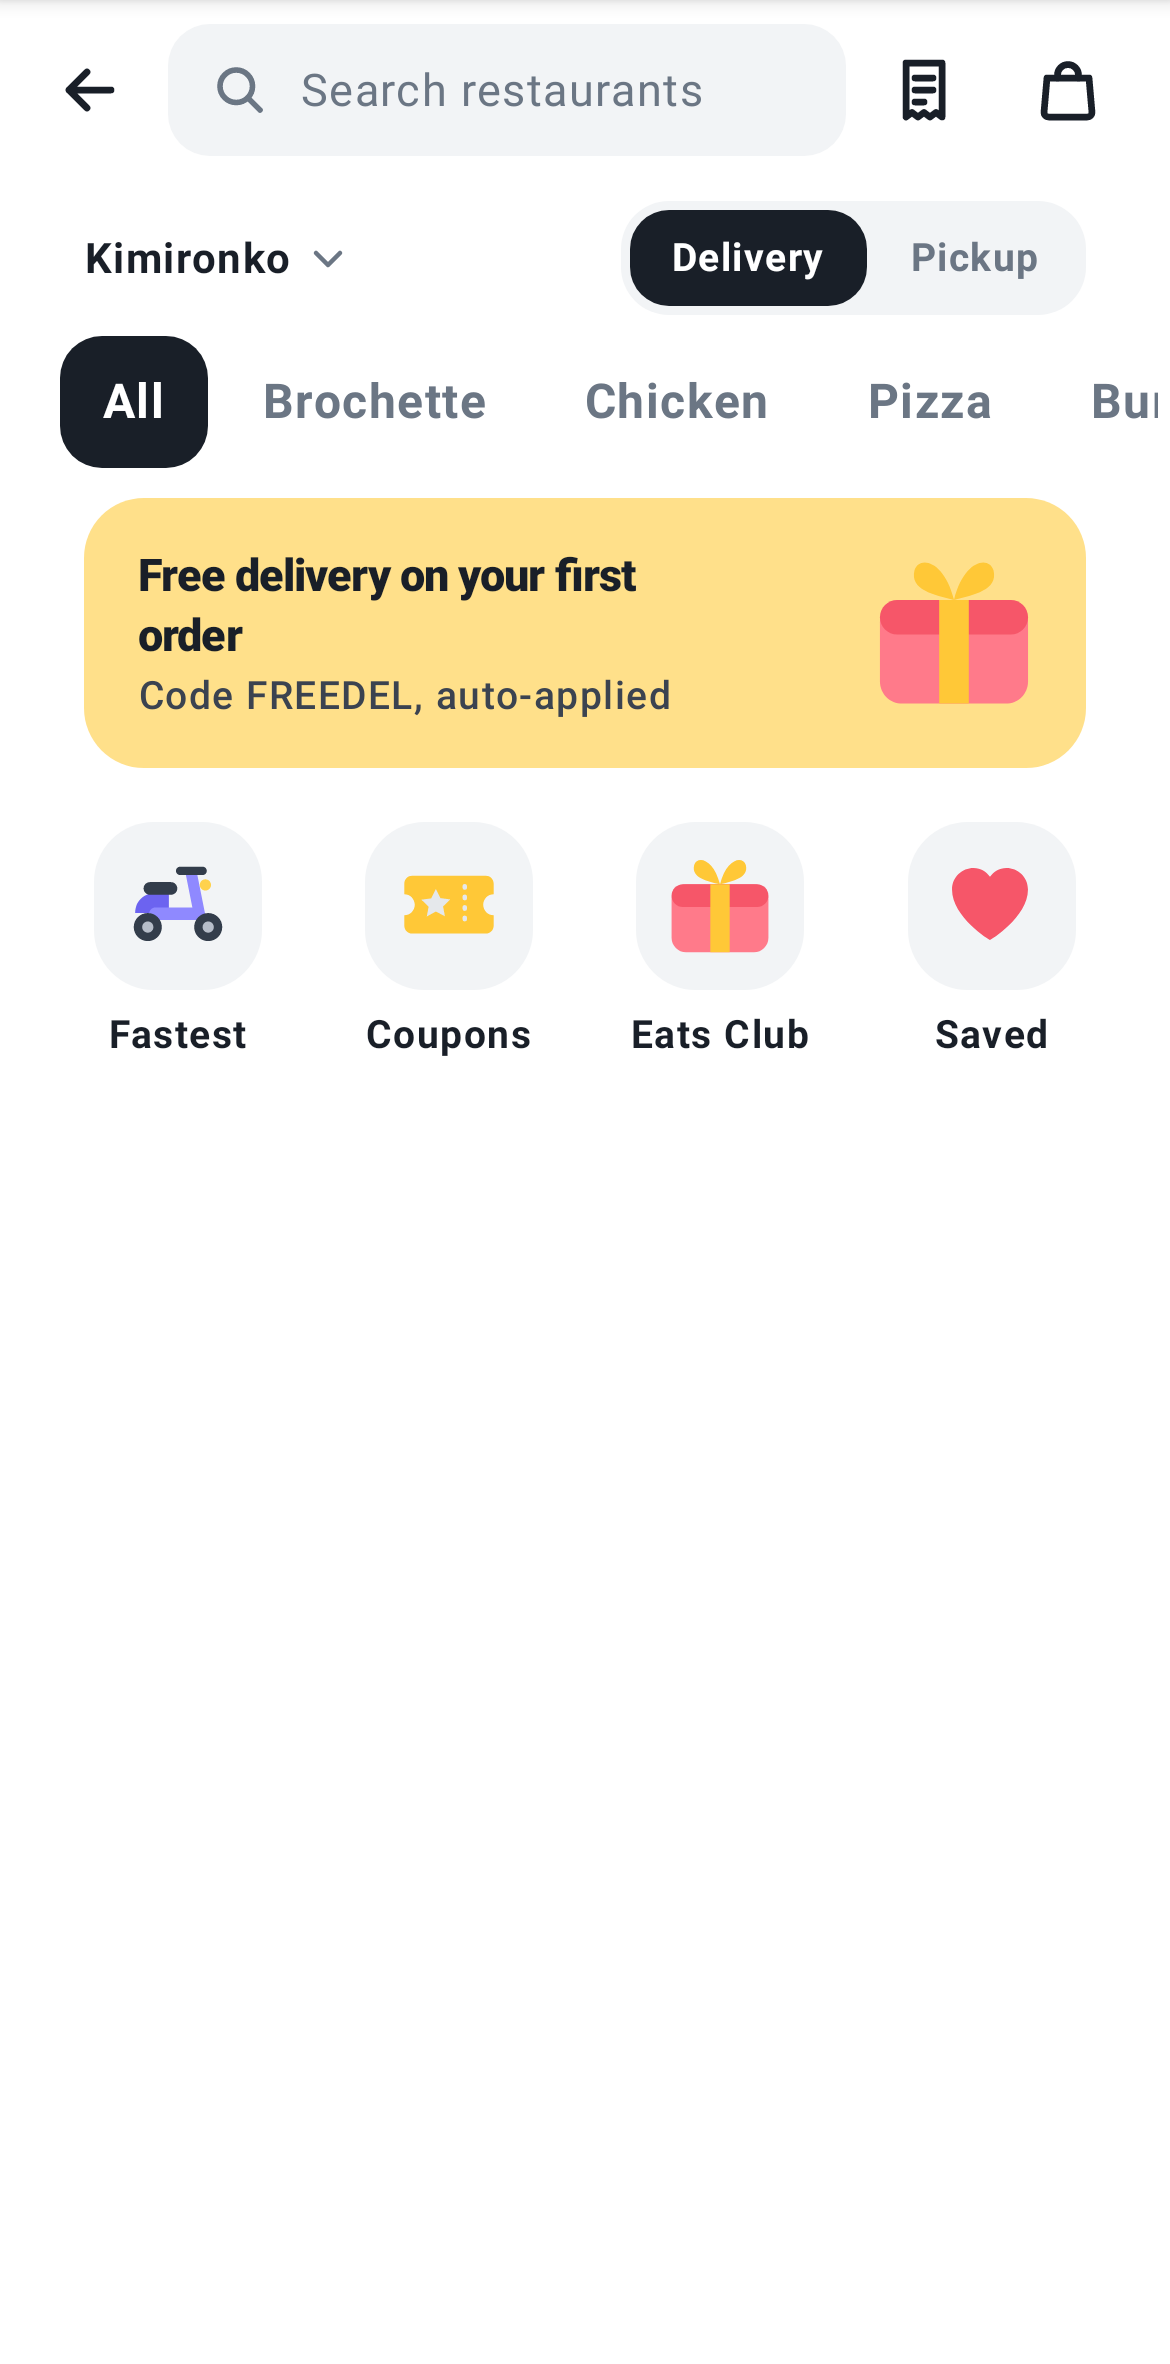 Search restaurants
Kimironko
Delivery
Pickup
All
Brochette
Chicken
Pizza
Free delivery on your first
order
Code FREEDEL, auto-applied
Fastest
Coupons
Eats Club
Saved